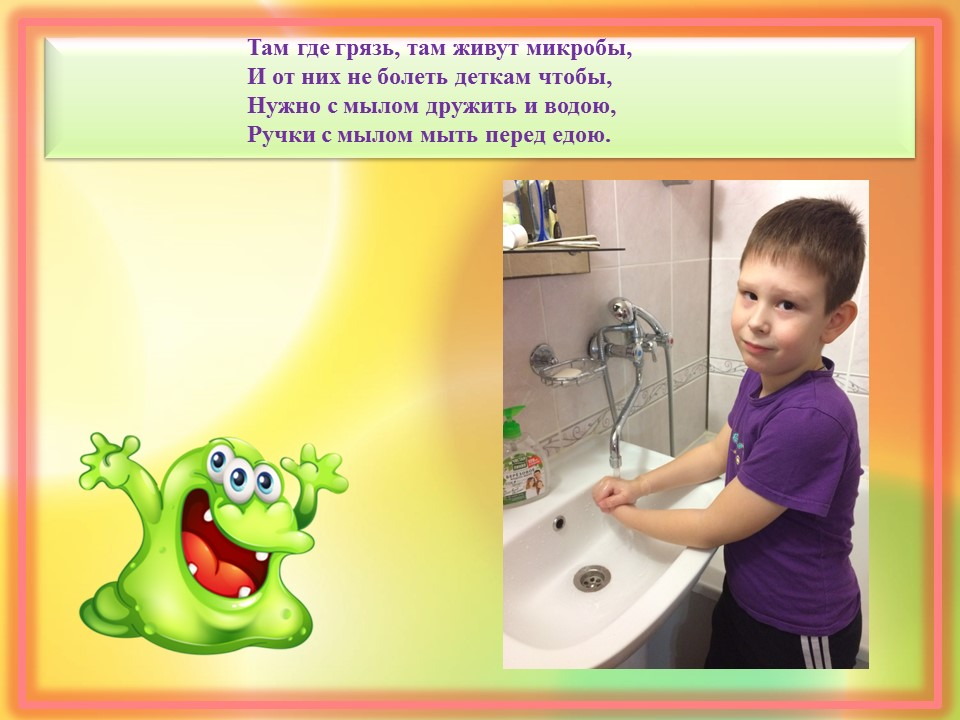 Там где грязь, там живут микробы,
И от них не болеть деткам чтобы,
Нужно с мылом дружить и водою,
Ручки с мылом мыть перед едою.